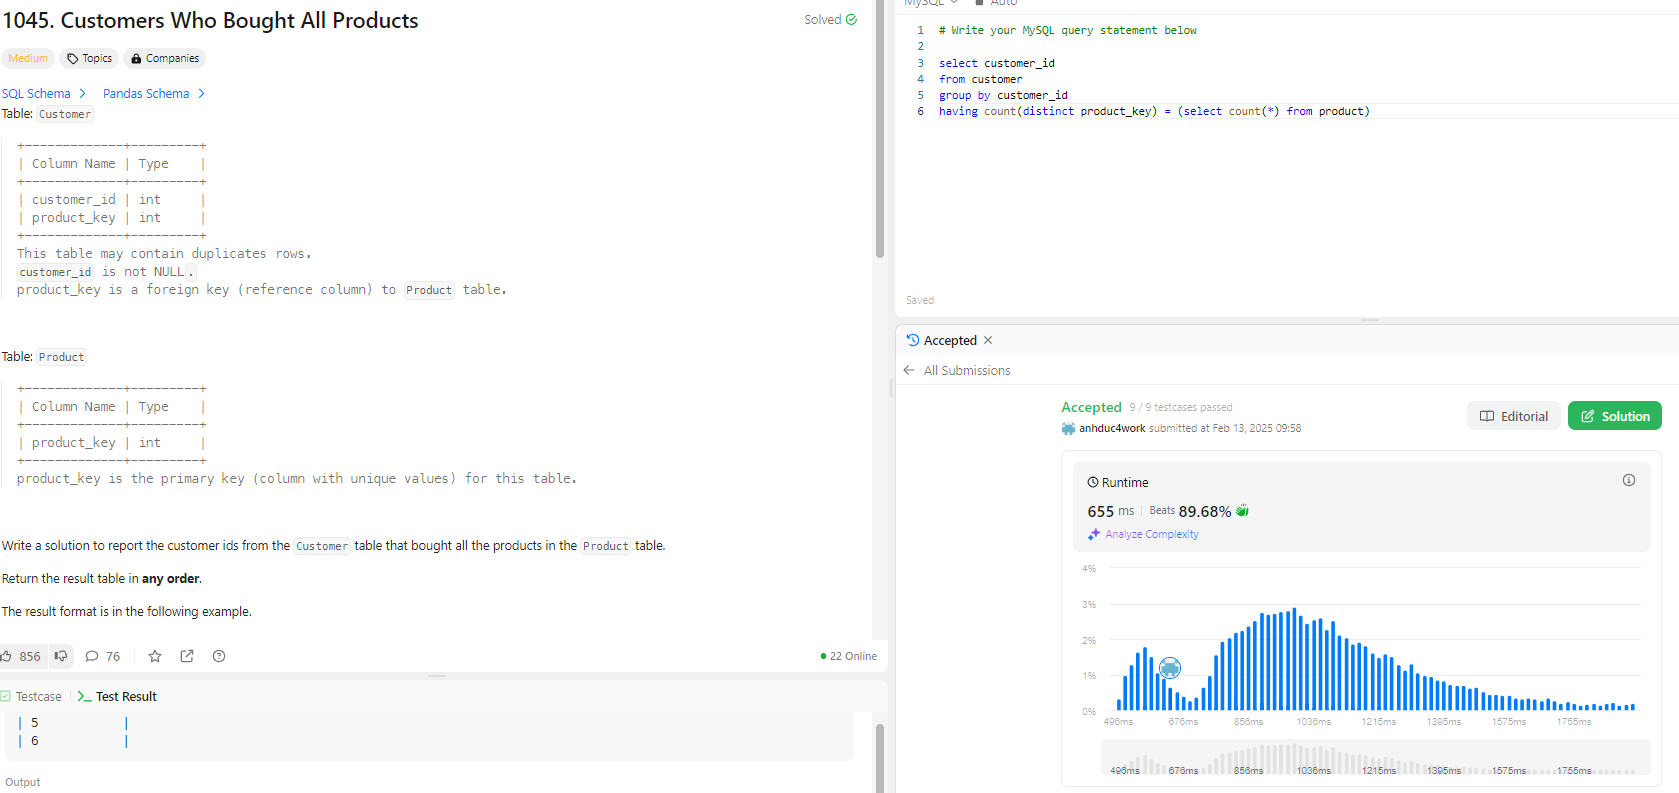 1045. Customers Who Bought All Products
Solved
Medium
Topics
Companies
SQL Schema
Pandas Schema
Table: Customer
+-------------+---------+
| Column Name | Type    |
+-------------+---------+
| customer_id | int     |
| product_key | int     |
+-------------+---------+
This table may contain duplicates rows.
customer_id is not NULL.
product_key is a foreign key (reference column) to Product table.
Table: Product
+-------------+---------+
| Column Name | Type    |
+-------------+---------+
| product_key | int     |
+-------------+---------+
product_key is the primary key (column with unique values) for this table.
Write a solution to report the customer ids from the Customer table that bought all the products in the Product table.
Return the result table in any order.
The result format is in the following example.
856
76
22 Online
Testcase
Test Result
| 5           |
| 6           |
Output
MySQL
Auto
1 # Write your MySQL query statement below
2
3 select customer_id
4 from customer
5 group by customer_id
6 having count(distinct product_key) = (select count(*) from product)
Saved
Accepted
All Submissions
Accepted 9 / 9 testcases passed
anhduc4work submitted at Feb 13, 2025 09:58
Editorial
Solution
Runtime
655 ms | Beats 89.68%
Analyze Complexity
4%
3%
2%
1%
0%
496ms 676ms 856ms 1036ms 1215ms 1395ms 1575ms 1755ms
496ms 676ms 856ms 1036ms 1215ms 1395ms 1575ms 1755ms